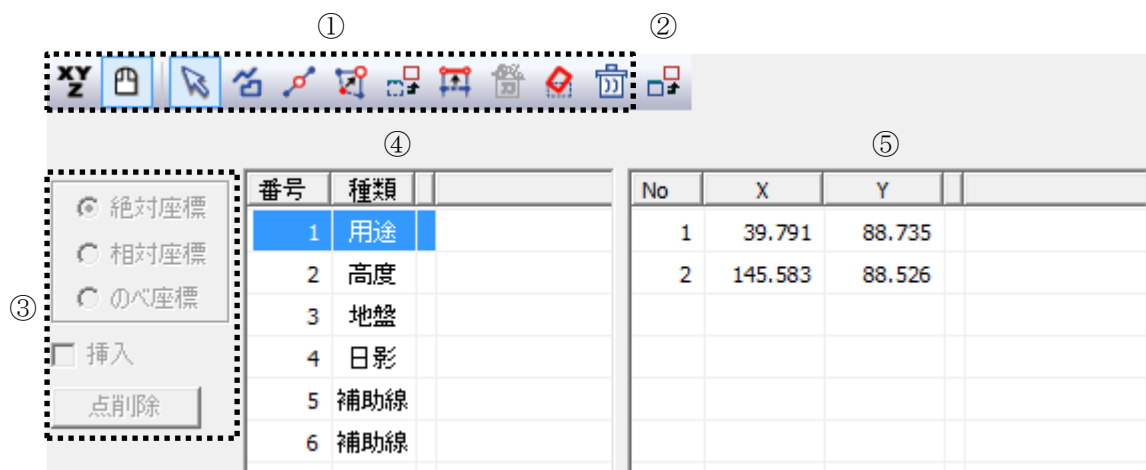 ① ②
XY
Z
④ ⑤
③
絶対座標
相対座標
のべ座標
挿入
点削除
番号 種類
1 用途
2 高度
3 地盤
4 日影
5 補助線
6 補助線
No X Y
1 39.791 88.735
2 145.583 88.526